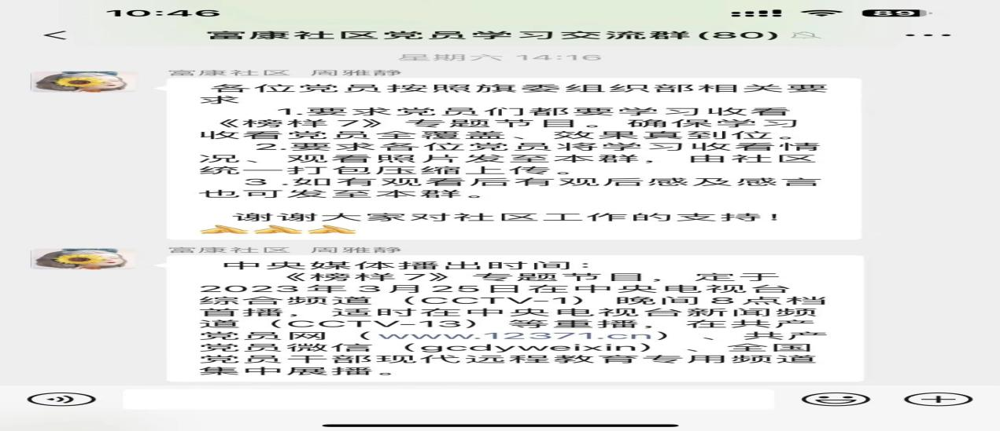 10:46
89
富康社区党员学习交流群(80)
星期六 14:16
富康社区 周雅静
各位党员按照旗委组织部相关要
求
1.要求党员们都要学习收看
《榜样7》专题节目。确保学习
收看党员全覆盖、效果真到位。
2.要求各位党员将学习收看情
况、观看照片发至本群，由社区
统一打包压缩上传。
3 .如有观看后有观后感及感言
也可发至本群。
谢谢大家对社区工作的支持！
富康社区 周雅静
中央媒体播出时间：
《榜样7》专题节目，定于
2023年3月25日在中央电视台
综合频道（CCTV-1）晚间8点档
首播，适时在中央电视台新闻频
道（CCTV-13）等重播，在共产
党员网（www.12371.cn）、共产
党员微信（gcdyweixin）、全国
党员干部现代远程教育专用频道
集中展播。